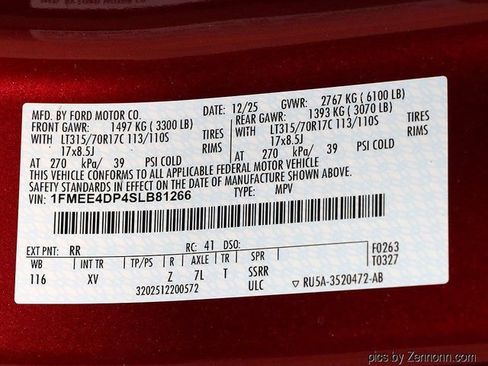 MFD. BY FORD MOTOR CO. DATE: 12/25 GVWR: 2767 KG ( 6100 LB)
FRONT GAWR: 1497 KG ( 3300 LB) REAR GAWR: 1393 KG ( 3070 LB)
WITH LT315/70R17C 113/110S TIRES WITH LT315/70R17C 113/110S TIRES
17x8.5J RIMS 17x8.5J RIMS
AT 270 kPa/ 39 PSI COLD AT 270 kPa/ 39 PSI COLD
THIS VEHICLE CONFORMS TO ALL APPLICABLE FEDERAL MOTOR VEHICLE
SAFETY STANDARDS IN EFFECT ON THE DATE OF MANUFACTURE SHOWN ABOVE.
VIN: 1FMEE4DP4SLB81266 TYPE: MPV
EXT PNT: RR RC: 41 DSO: F0263
WB INT TR TP/PS R AXLE TR SPR T0327
116 XV Z 7L T SSRR
3202512200572 ULC ▽ RU5A-3520472-AB
pics by Zennonn.com